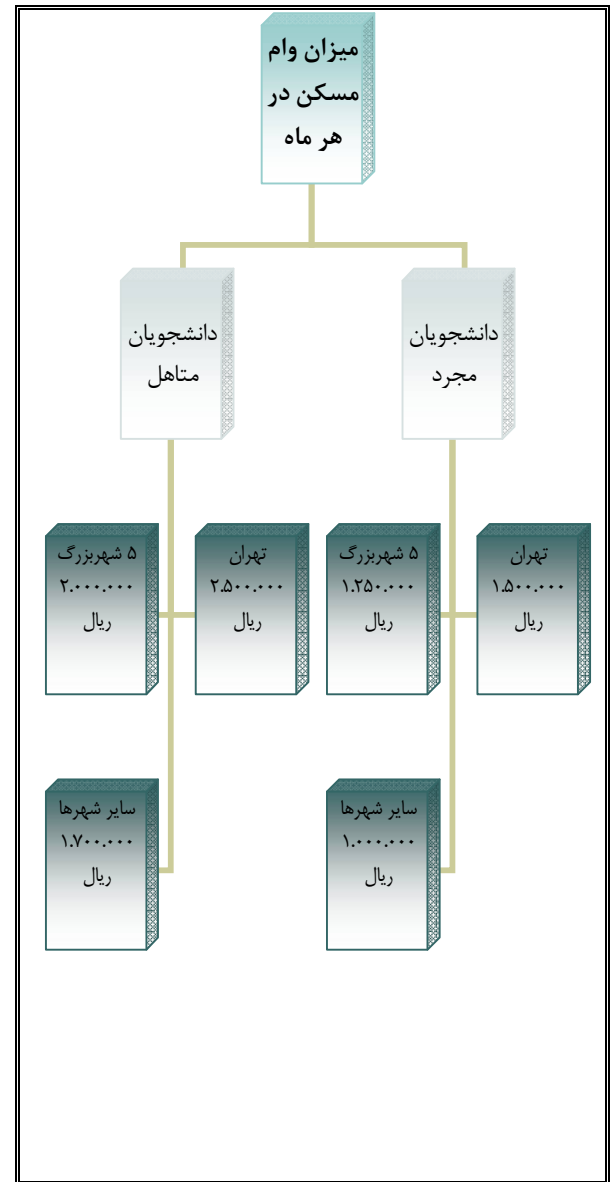 میزان وام
مسکن در
هر ماه
دانشجویان
مجرد
دانشجویان
متاهل
تهران
۱.۵۰۰.۰۰۰
ریال
۵ شهربزرگ
۱.۲۵۰.۰۰۰
ریال
تهران
۲.۵۰۰.۰۰۰
ریال
۵ شهربزرگ
۲.۰۰۰.۰۰۰
ریال
سایر شهرها
۱.۰۰۰.۰۰۰
ریال
سایر شهرها
۱.۷۰۰.۰۰۰
ریال